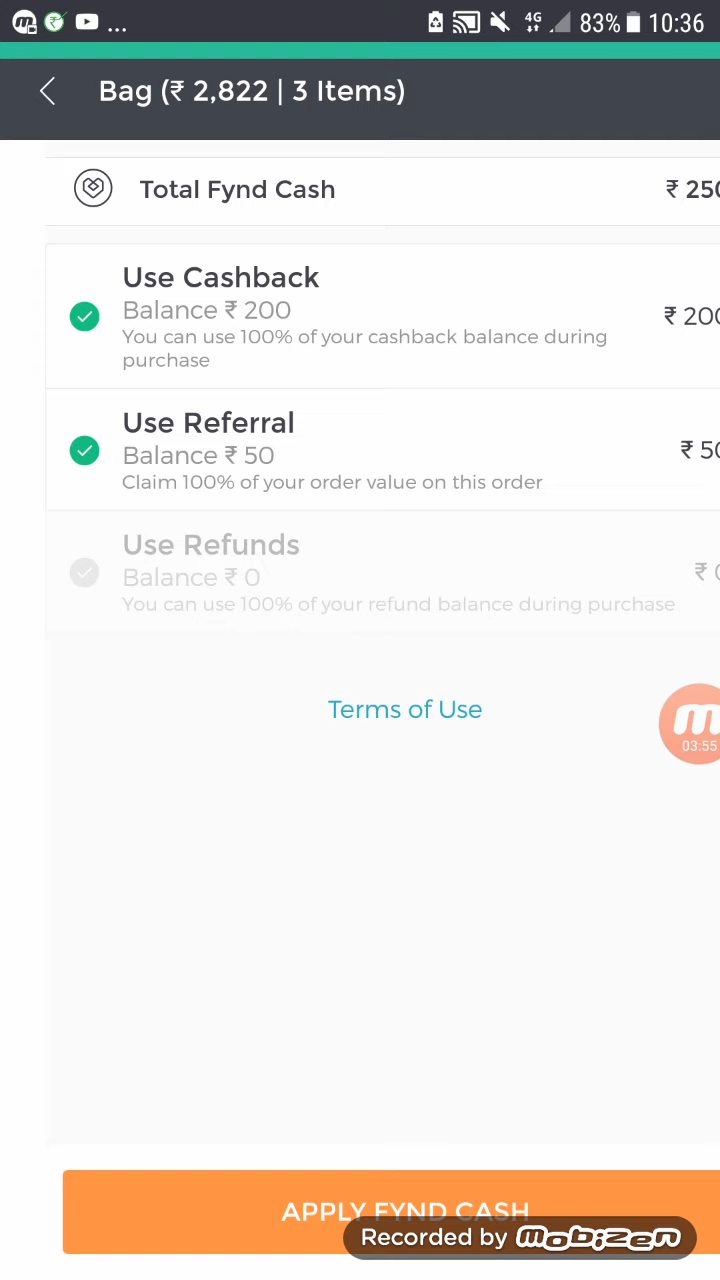 ... 4G 83% 10:36
Bag (₹ 2,822 | 3 Items)
Total Fynd Cash ₹ 250
Use Cashback
Balance ₹ 200
₹ 200
You can use 100% of your cashback balance during
purchase
Use Referral
Balance ₹ 50
₹ 50
Claim 100% of your order value on this order
Use Refunds
Balance ₹ 0
₹ 0
You can use 100% of your refund balance during purchase
Terms of Use
m
03:55
APPLY FYND CASH
Recorded by mobizen